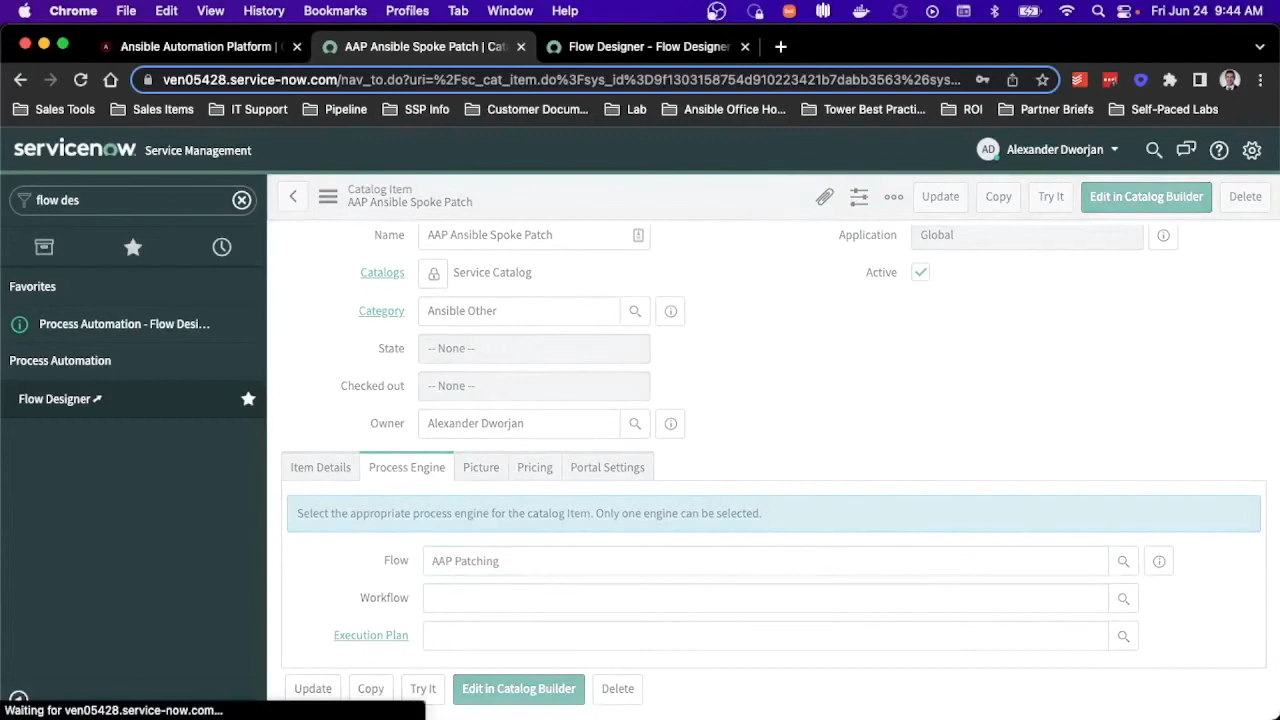 Chrome File Edit View History Bookmarks Profiles Tab Window Help Fri Jun 24 9:44 AM
Ansible Automation Platform | AAP Ansible Spoke Patch | Cat Flow Designer - Flow Designer
ven05428.service-now.com/nav_to.do?uri=%2Fsc_cat_item.do%3Fsys_id%3D9f1303158754d910223421b7dabb3563%26sys...
Sales Tools Sales Items IT Support Pipeline SSP Info Customer Docum... Lab Ansible Office Ho... Tower Best Practi... ROI Partner Briefs Self-Paced Labs
servicenow. Service Management AD Alexander Dworjan
flow des
Catalog Item
AAP Ansible Spoke Patch
Update Copy Try It Edit in Catalog Builder Delete
Favorites
Process Automation - Flow Desi...
Process Automation
Flow Designer
Name AAP Ansible Spoke Patch Application Global
Catalogs Service Catalog Active
Category Ansible Other
State -- None --
Checked out -- None --
Owner Alexander Dworjan
Item Details Process Engine Picture Pricing Portal Settings
Select the appropriate process engine for the catalog Item. Only one engine can be selected.
Flow AAP Patching
Workflow
Execution Plan
Update Copy Try It Edit in Catalog Builder Delete
Waiting for ven05428.service-now.com...